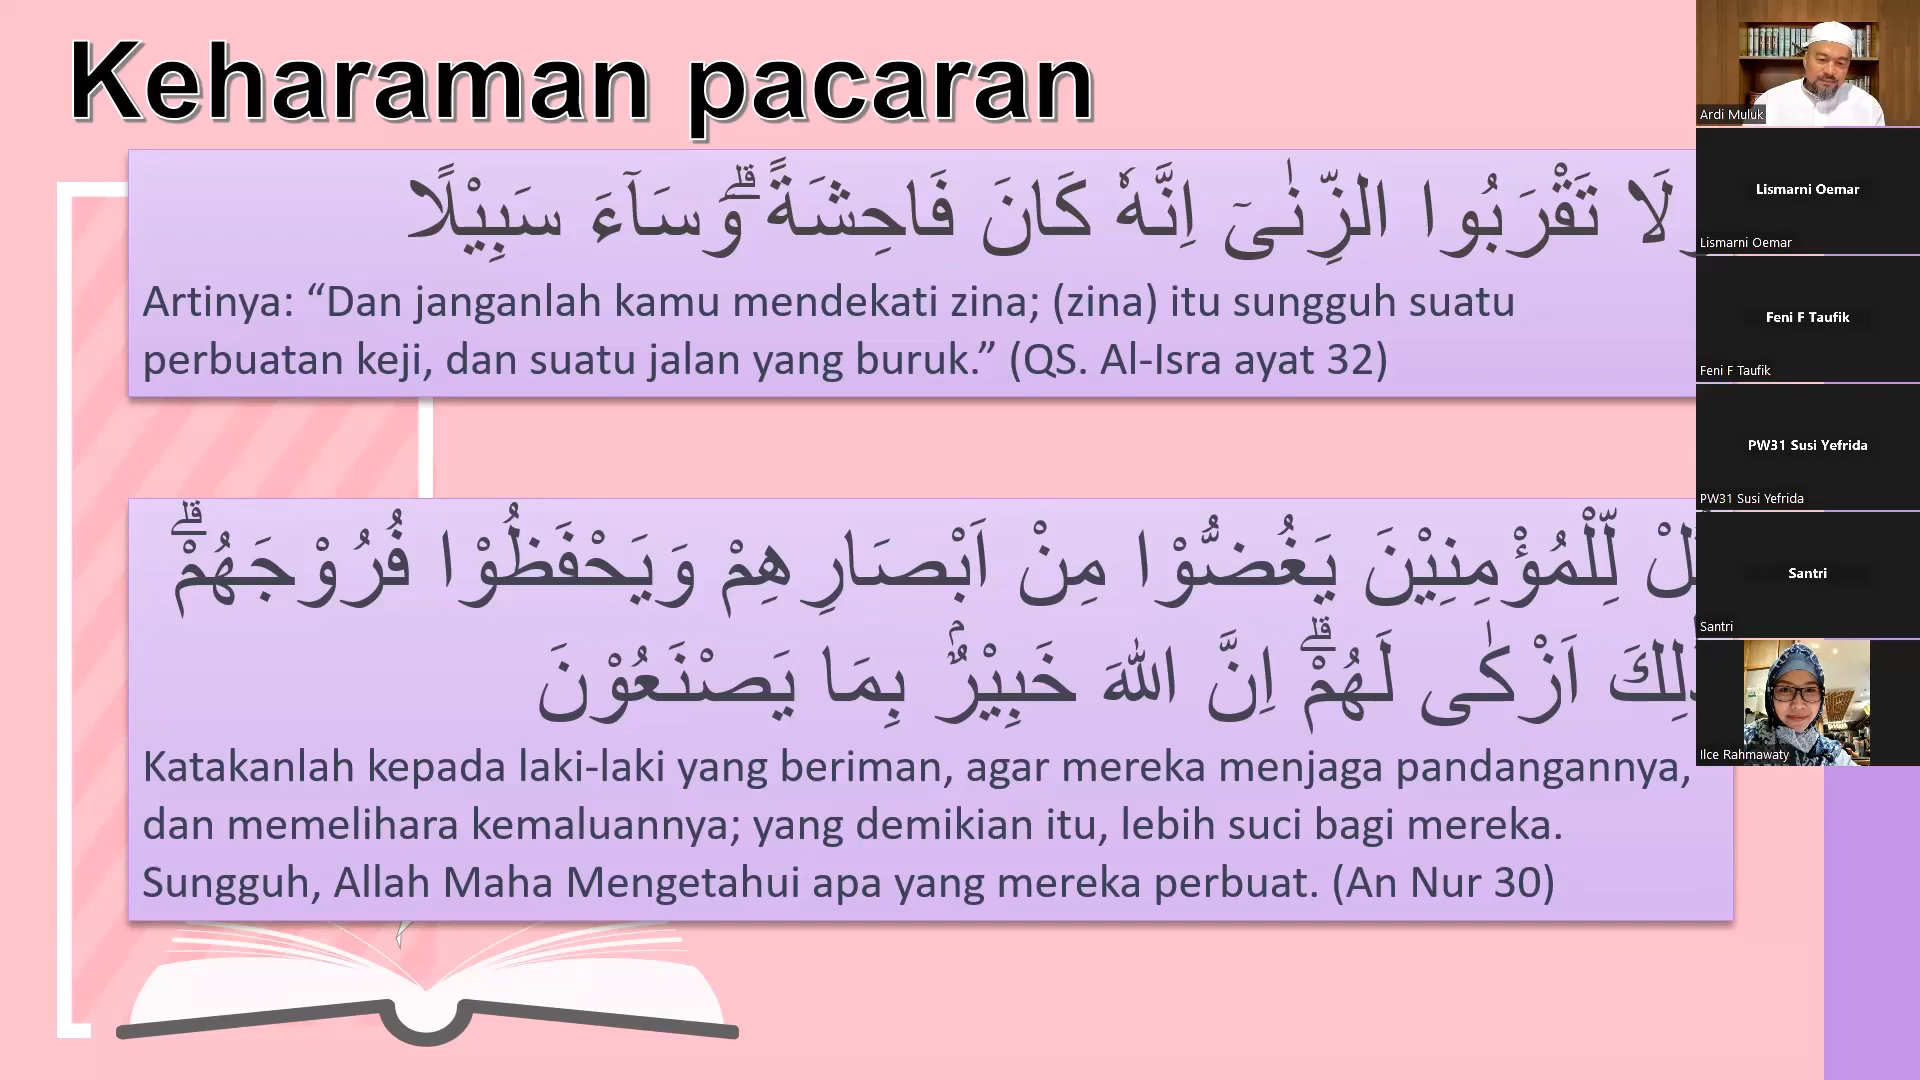 Keharaman pacaran
لَا تَقْرَبُوا الزِّنٰىٓ اِنَّهٗ كَانَ فَاحِشَةً ۗوَسَاۤءَ سَبِيْلًا
Artinya: “Dan janganlah kamu mendekati zina; (zina) itu sungguh suatu
perbuatan keji, dan suatu jalan yang buruk.” (QS. Al-Isra ayat 32)
لِّلْمُؤْمِنِيْنَ يَغُضُّوْا مِنْ اَبْصَارِهِمْ وَيَحْفَظُوْا فُرُوْجَهُمْۗ
اَزْكٰى لَهُمْۗ اِنَّ اللّٰهَ خَبِيْرٌۢ بِمَا يَصْنَعُوْنَ
Katakanlah kepada laki-laki yang beriman, agar mereka menjaga pandangannya,
dan memelihara kemaluannya; yang demikian itu, lebih suci bagi mereka.
Sungguh, Allah Maha Mengetahui apa yang mereka perbuat. (An Nur 30)
Ardi Muluk
Lismarni Oemar
Lismarni Oemar
Feni F Taufik
Feni F Taufik
PW31 Susi Yefrida
PW31 Susi Yefrida
Santri
Santri
Ilce Rahmawaty